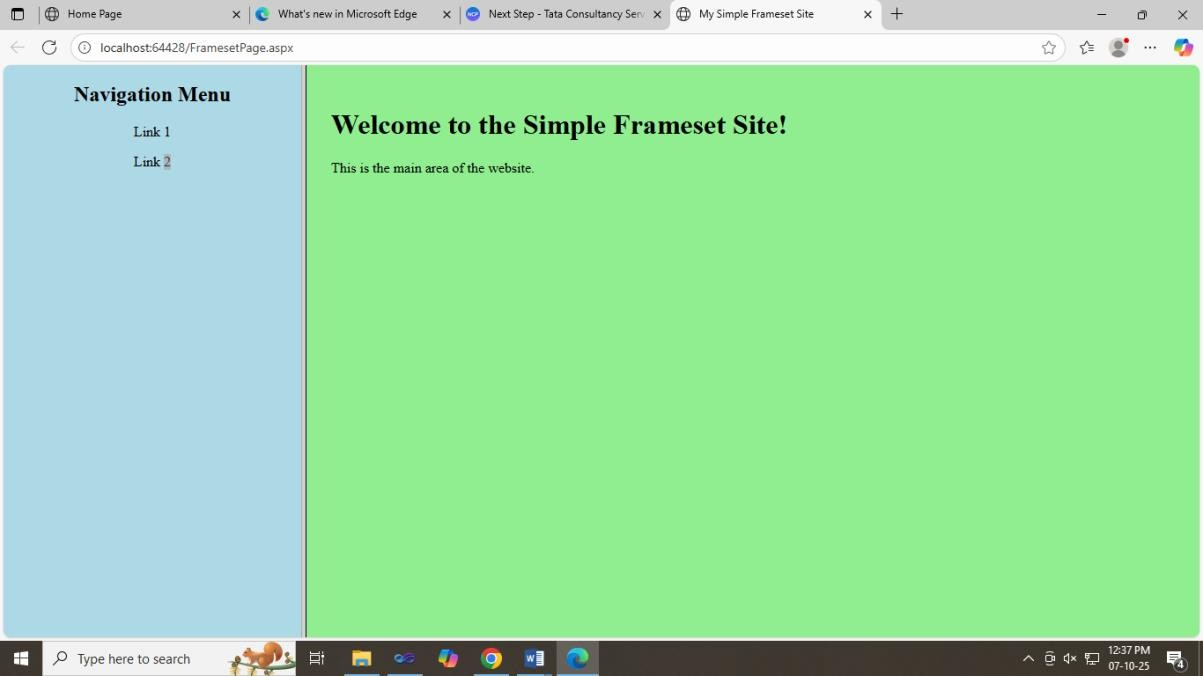 Home Page
What's new in Microsoft Edge
Next Step - Tata Consultancy Serv
My Simple Frameset Site
localhost:64428/FramesetPage.aspx
Navigation Menu
Link 1
Link 2
Welcome to the Simple Frameset Site!
This is the main area of the website.
Type here to search
12:37 PM
07-10-25
4